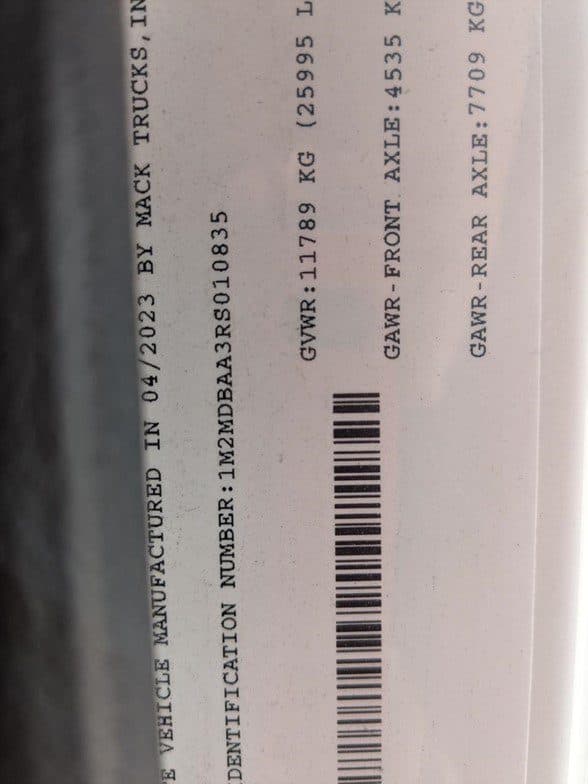 E VEHICLE MANUFACTURED IN 04/2023 BY MACK TRUCKS, IN
DENTIFICATION NUMBER:1M2MDBAA3RS010835
GVWR:11789 KG (25995 L
GAWR-FRONT AXLE:4535 K
GAWR-REAR AXLE:7709 KG